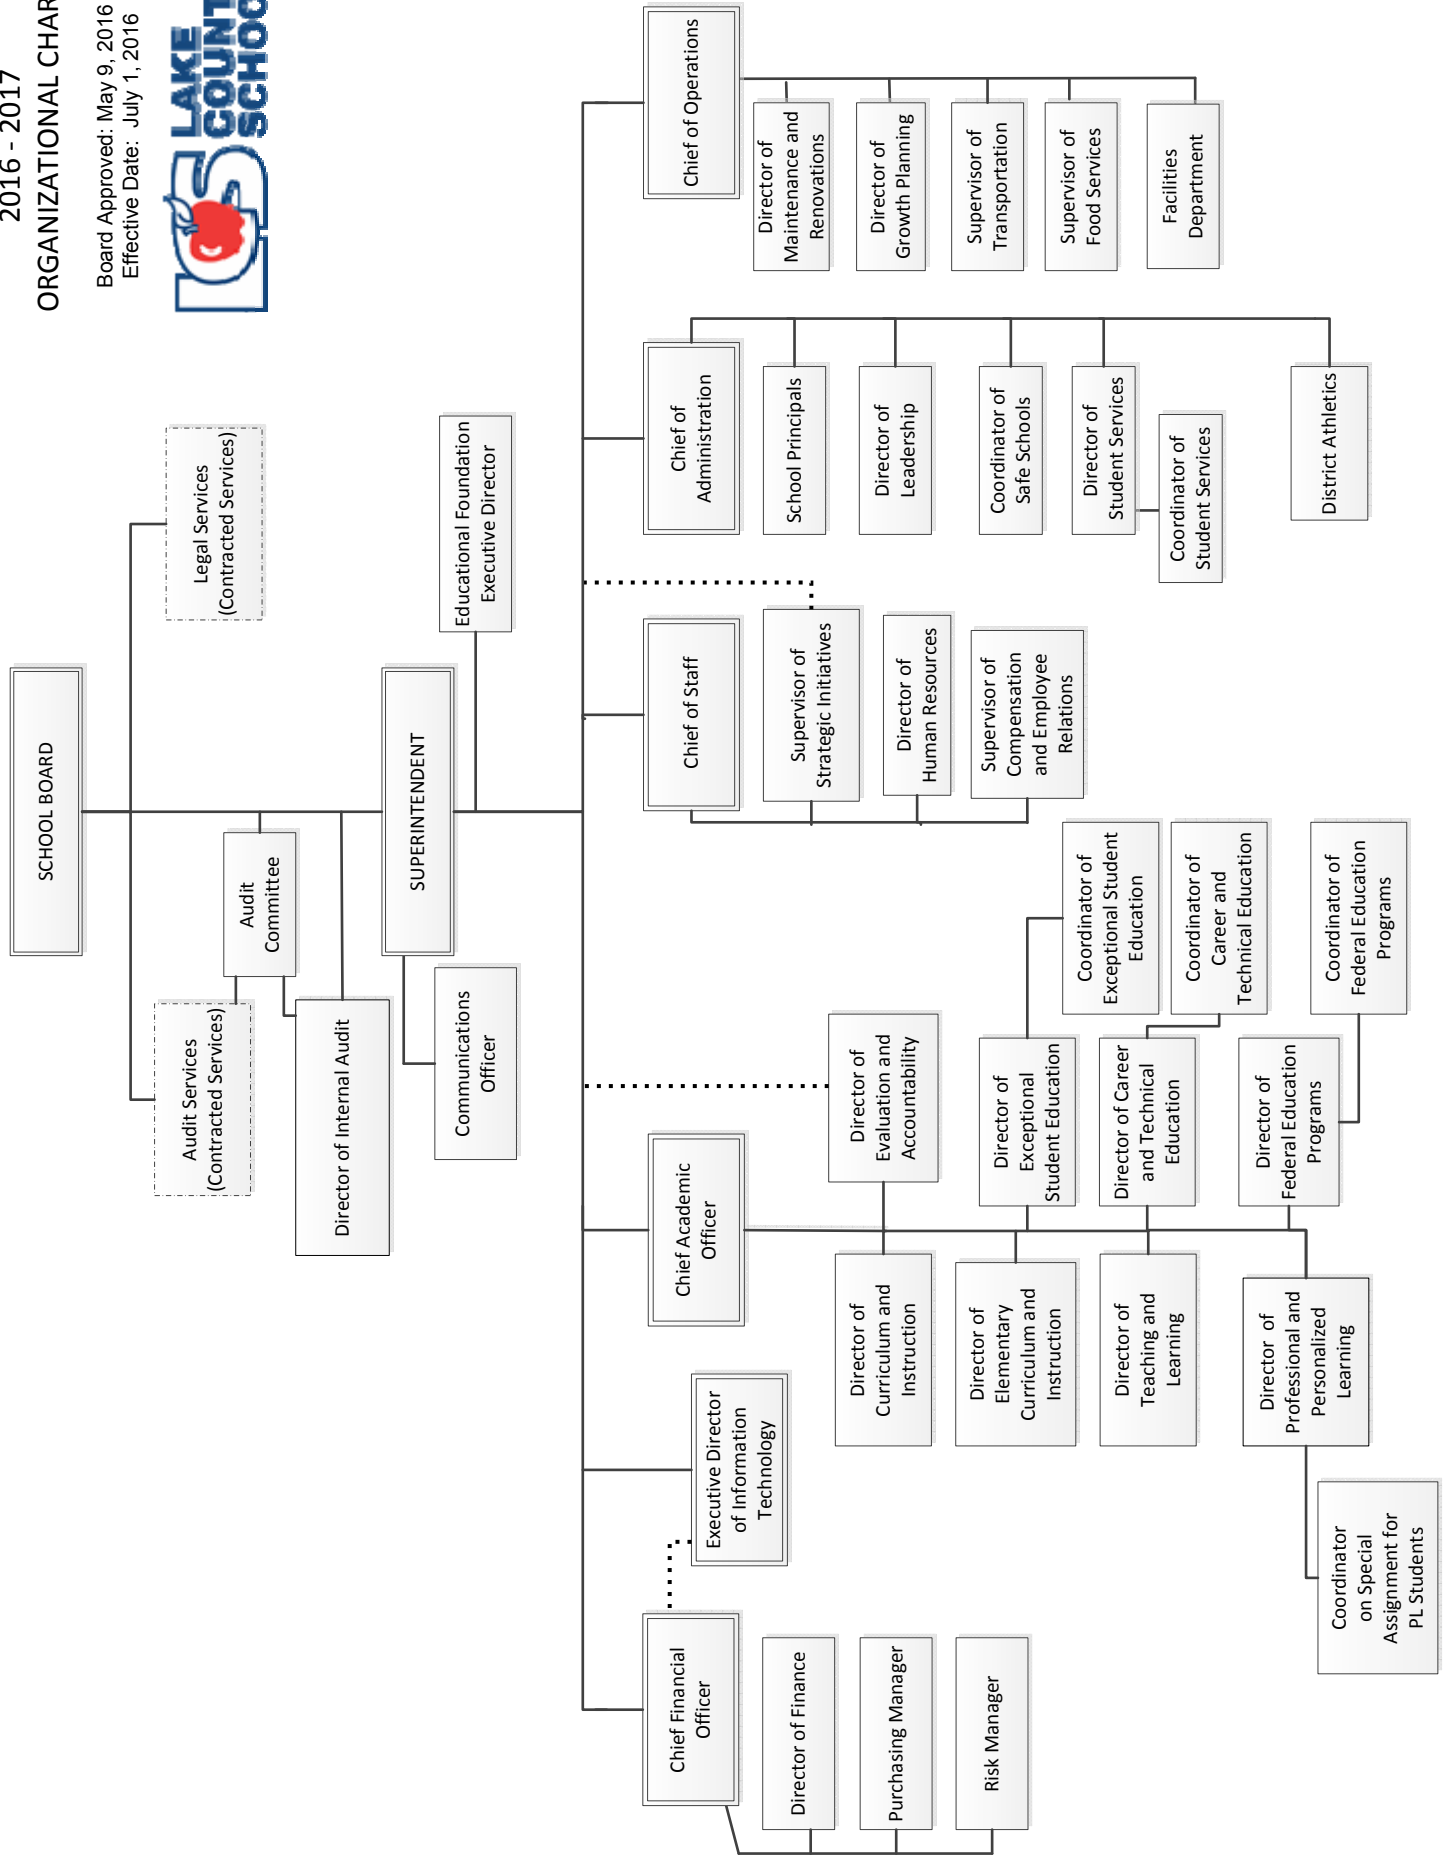 2016 - 2017
ORGANIZATIONAL CHAR
Board Approved: May 9, 2016
Effective Date: July 1, 2016
LCS
LAKE
COUNT
SCHOO
SCHOOL BOARD
Legal Services
(Contracted Services)
Audit Services
(Contracted Services)
Audit
Committee
Director of Internal Audit
SUPERINTENDENT
Communications
Officer
Educational Foundation
Executive Director
Chief Financial
Officer
Director of Finance
Purchasing Manager
Risk Manager
Executive Director
of Information
Technology
Chief Academic
Officer
Director of
Evaluation and
Accountability
Director of
Curriculum and
Instruction
Director of
Elementary
Curriculum and
Instruction
Director of
Teaching and
Learning
Director of
Professional and
Personalized
Learning
Coordinator
on Special
Assignment for
PL Students
Director of
Exceptional
Student Education
Coordinator of
Exceptional Student
Education
Director of Career
and Technical
Education
Coordinator of
Career and
Technical Education
Director of
Federal Education
Programs
Coordinator of
Federal Education
Programs
Chief of Staff
Supervisor of
Strategic Initiatives
Director of
Human Resources
Supervisor of
Compensation
and Employee
Relations
Chief of
Administration
School Principals
Director of
Leadership
Coordinator of
Safe Schools
Director of
Student Services
Coordinator of
Student Services
District Athletics
Chief of Operations
Director of
Maintenance and
Renovations
Director of
Growth Planning
Supervisor of
Transportation
Supervisor of
Food Services
Facilities
Department